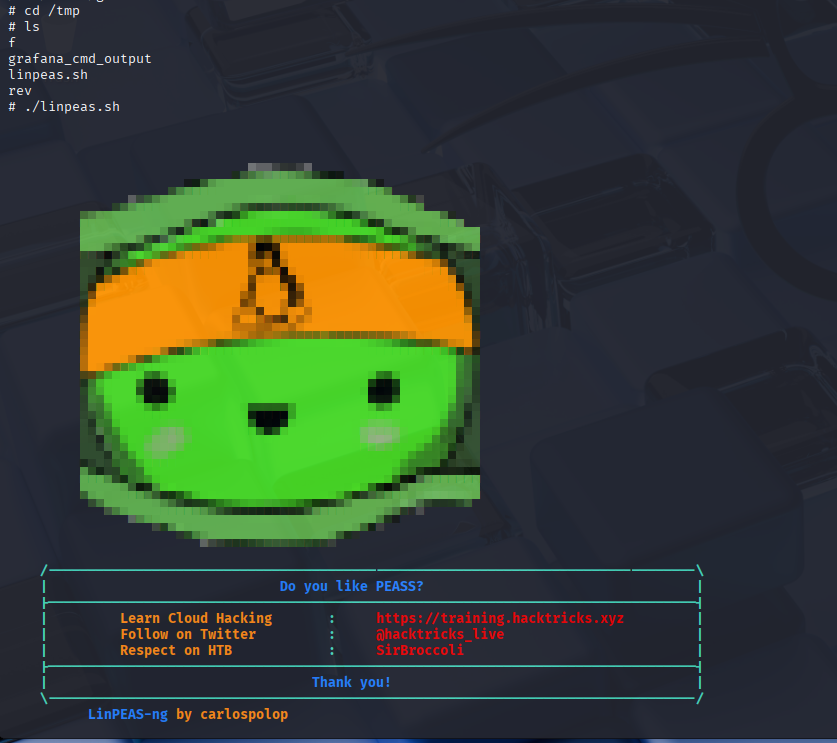 # cd /tmp
# ls
f
grafana_cmd_output
linpeas.sh
rev
# ./linpeas.sh
Do you like PEASS?
Learn Cloud Hacking : https://training.hacktricks.xyz
Follow on Twitter : @hacktricks_live
Respect on HTB : SirBroccoli
Thank you!
LinPEAS-ng by carlospolop